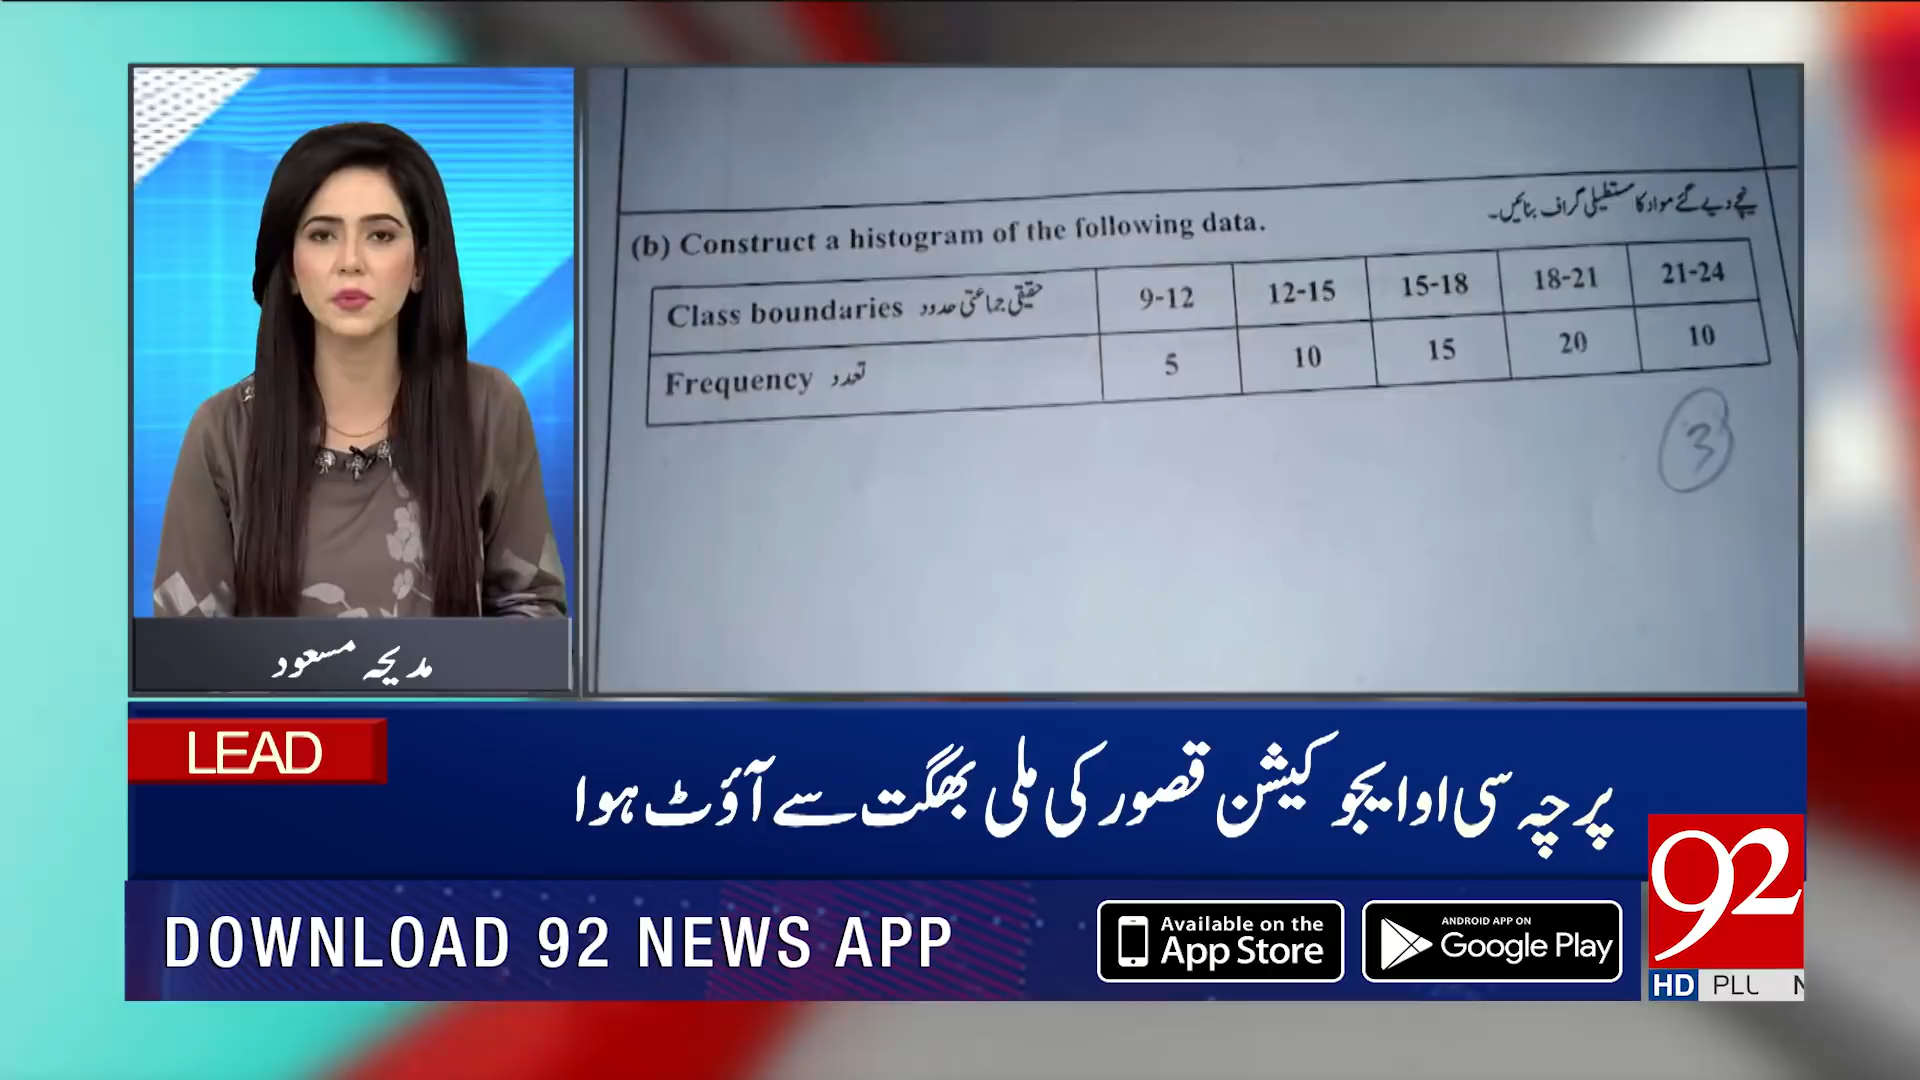 (b) Construct a histogram of the following data.
نیچے دیے گئے مواد کا مستطیلی گراف بنائیں۔
Class boundaries حقیقی جماعتی حدود 9-12 12-15 15-18 18-21 21-24
Frequency تعدد 5 10 15 20 10
3
مدیحہ مسعود
LEAD
پرچہ سی او ایجوکیشن قصور کی ملی بھگت سے آؤٹ ہوا
DOWNLOAD 92 NEWS APP
Available on the
App Store
ANDROID APP ON
Google Play
92
HD PLU